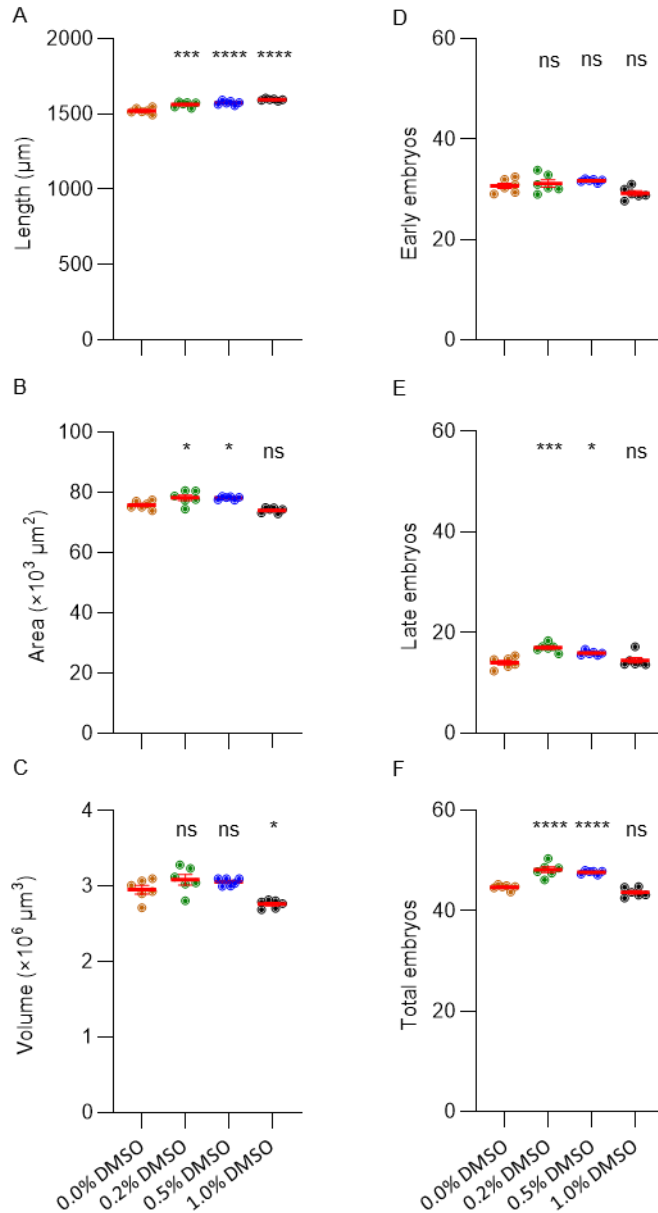 A
Length (µm)
2000
1500
1000
500
0
*** **** ****
B
Area (×10³ µm²)
100
80
60
40
20
0
* * ns
C
Volume (×10⁶ µm³)
4
3
2
1
0
ns ns *
0.0% DMSO
0.2% DMSO
0.5% DMSO
1.0% DMSO
D
Early embryos
60
40
20
0
ns ns ns
E
Late embryos
60
40
20
0
*** * ns
F
Total embryos
60
40
20
0
**** **** ns
0.0% DMSO
0.2% DMSO
0.5% DMSO
1.0% DMSO